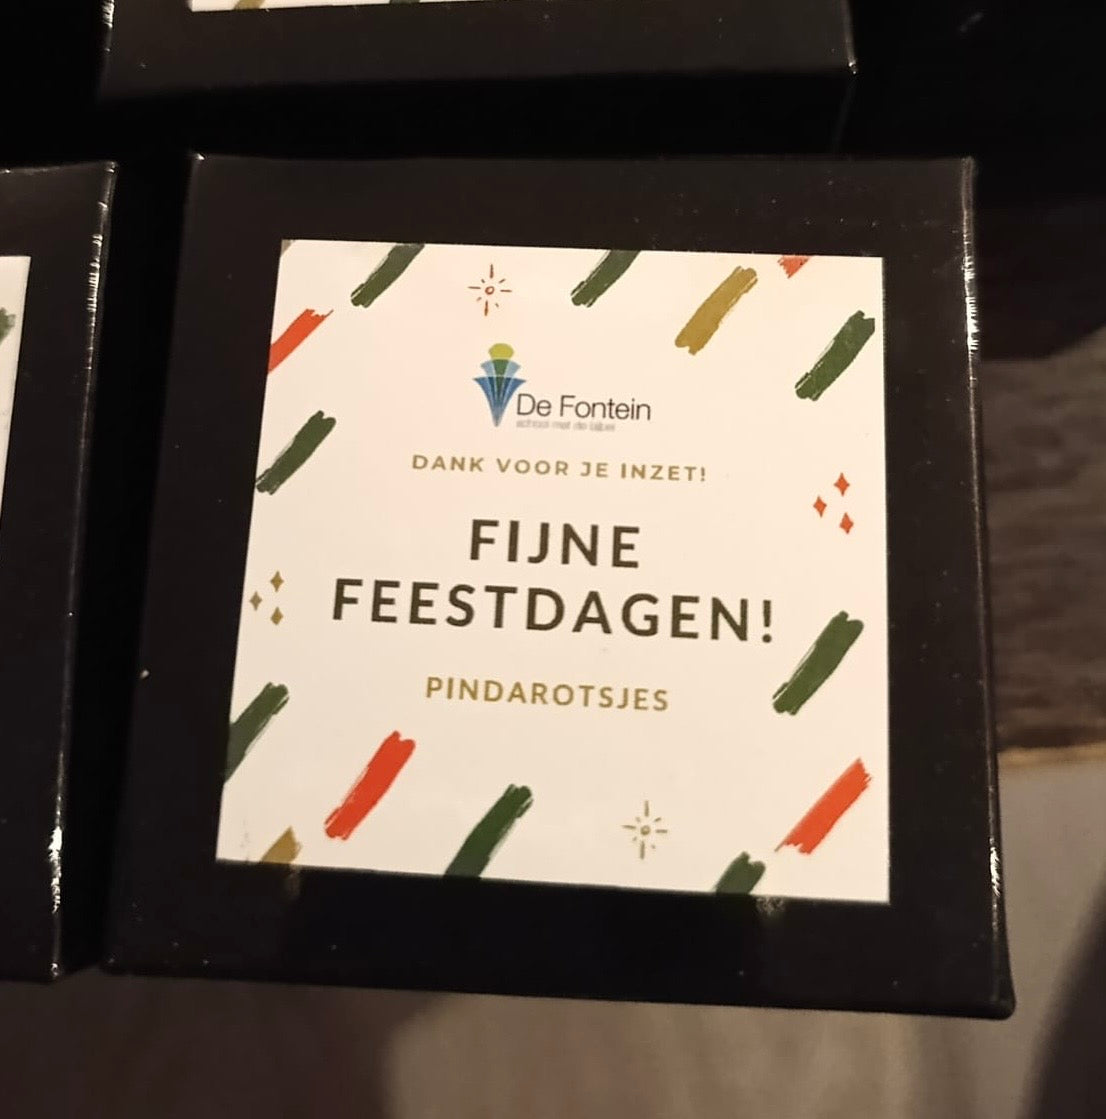 De Fontein
school met de bijbel
DANK VOOR JE INZET!
FIJNE
FEESTDAGEN!
PINDAROTSJES